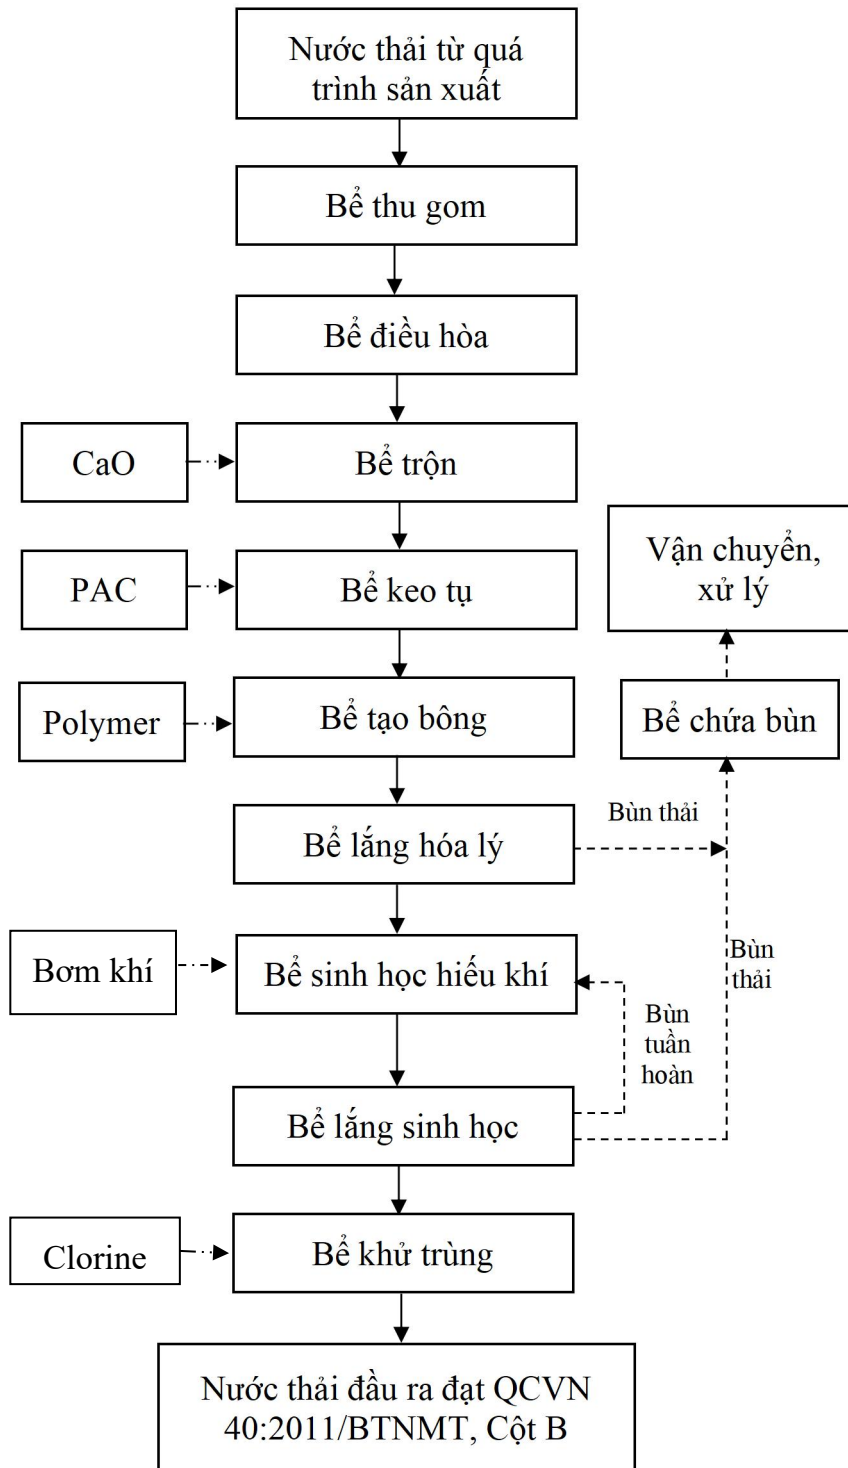 Nước thải từ quá
trình sản xuất
Bể thu gom
Bể điều hòa
CaO
Bể trộn
PAC
Bể keo tụ
Vận chuyển,
xử lý
Polymer
Bể tạo bông
Bể chứa bùn
Bể lắng hóa lý
Bùn thải
Bơm khí
Bể sinh học hiếu khí
Bùn
thải
Bùn
tuần
hoàn
Bể lắng sinh học
Clorine
Bể khử trùng
Nước thải đầu ra đạt QCVN
40:2011/BTNMT, Cột B